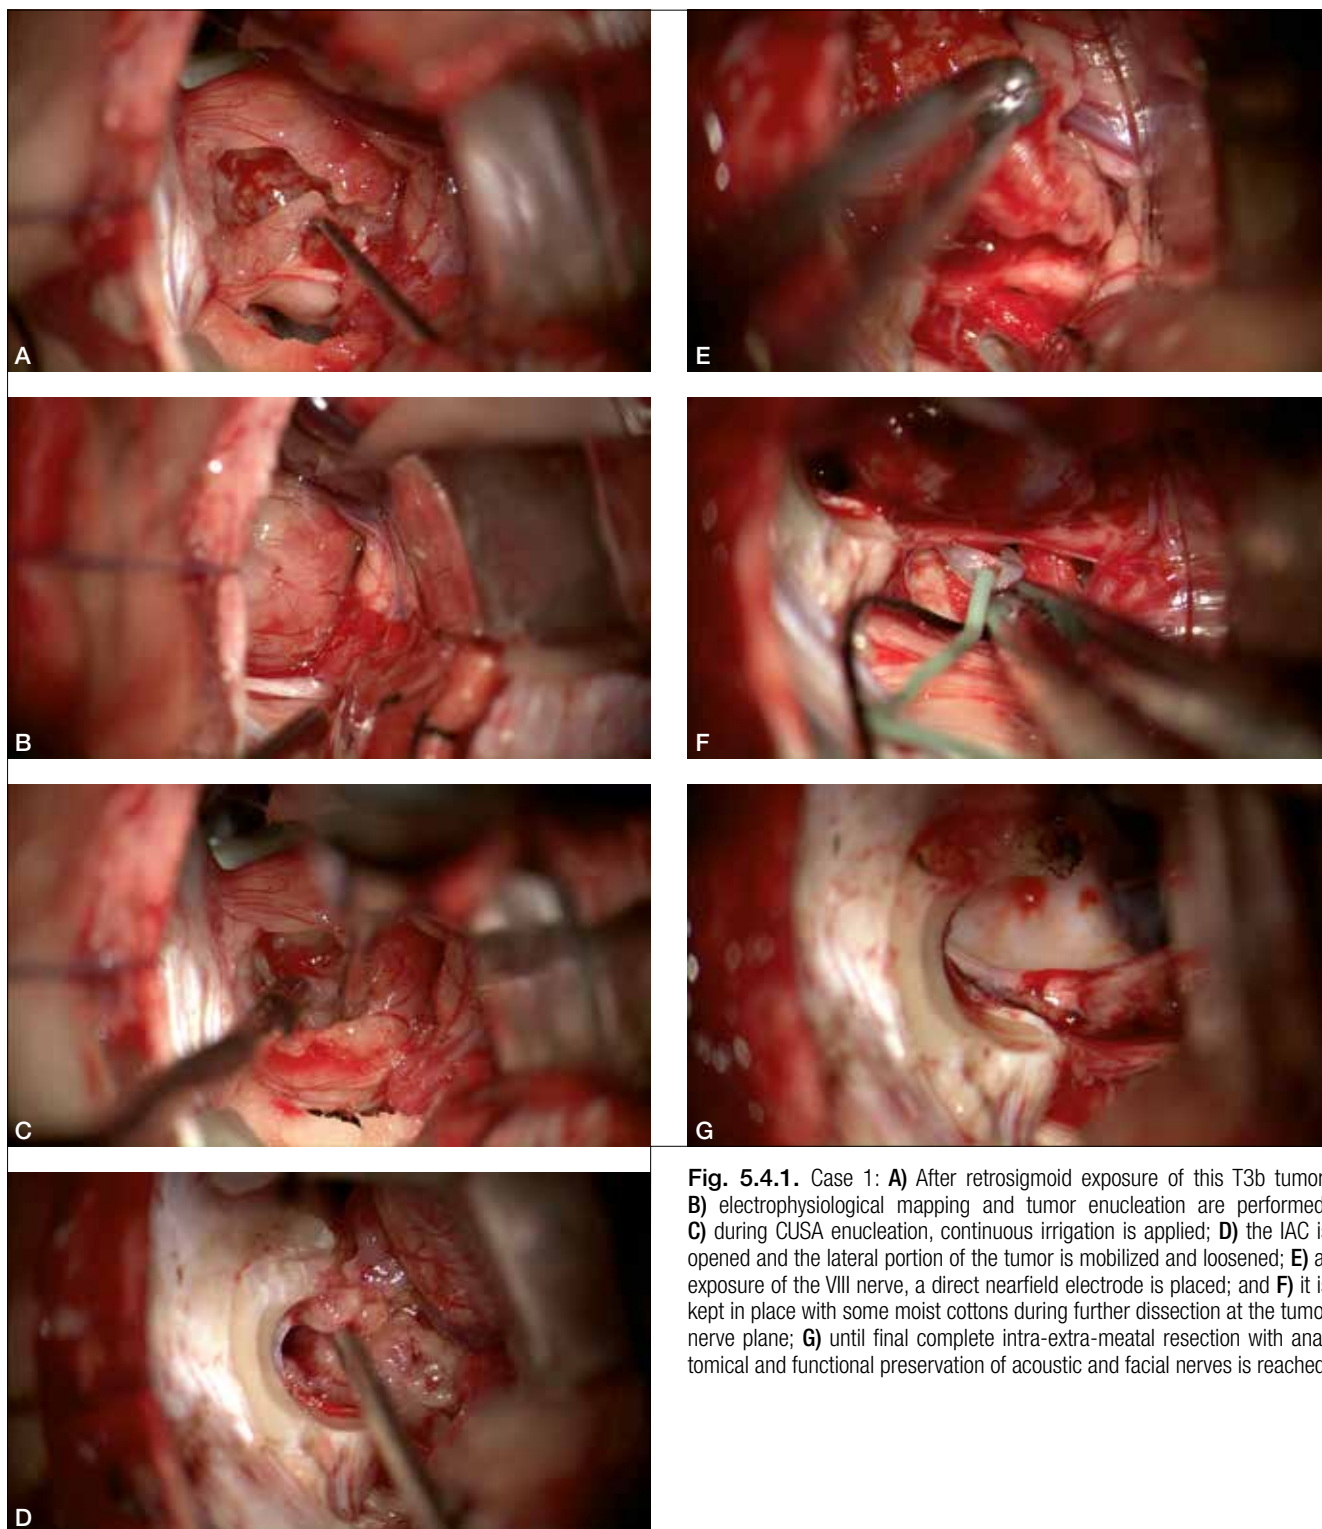 A
E
B
F
C
G
D
Fig. 5.4.1. Case 1: A) After retrosigmoid exposure of this T3b tumor
B) electrophysiological mapping and tumor enucleation are performed
C) during CUSA enucleation, continuous irrigation is applied; D) the IAC i
opened and the lateral portion of the tumor is mobilized and loosened; E) a
exposure of the VIII nerve, a direct nearfield electrode is placed; and F) it i
kept in place with some moist cottons during further dissection at the tumo
nerve plane; G) until final complete intra-extra-meatal resection with ana
tomical and functional preservation of acoustic and facial nerves is reached